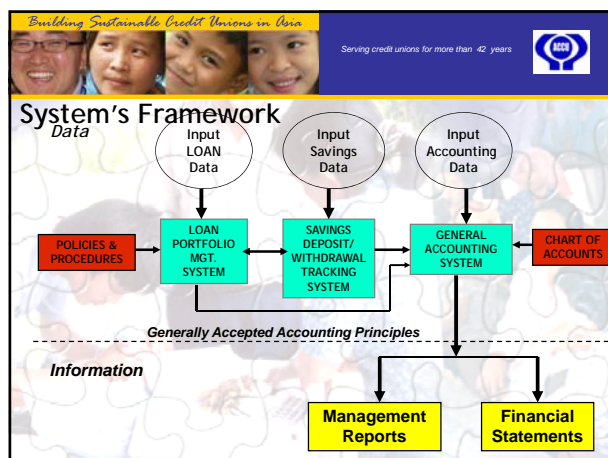 Building Sustainable Credit Unions in Asia
Serving credit unions for more than 42 years
ACCU
System's Framework
Data
Input
LOAN
Data
Input
Savings
Data
Input
Accounting
Data
POLICIES &
PROCEDURES
LOAN
PORTFOLIO
MGT.
SYSTEM
SAVINGS
DEPOSIT/
WITHDRAWAL
TRACKING
SYSTEM
GENERAL
ACCOUNTING
SYSTEM
CHART OF
ACCOUNTS
Generally Accepted Accounting Principles
Information
Management
Reports
Financial
Statements